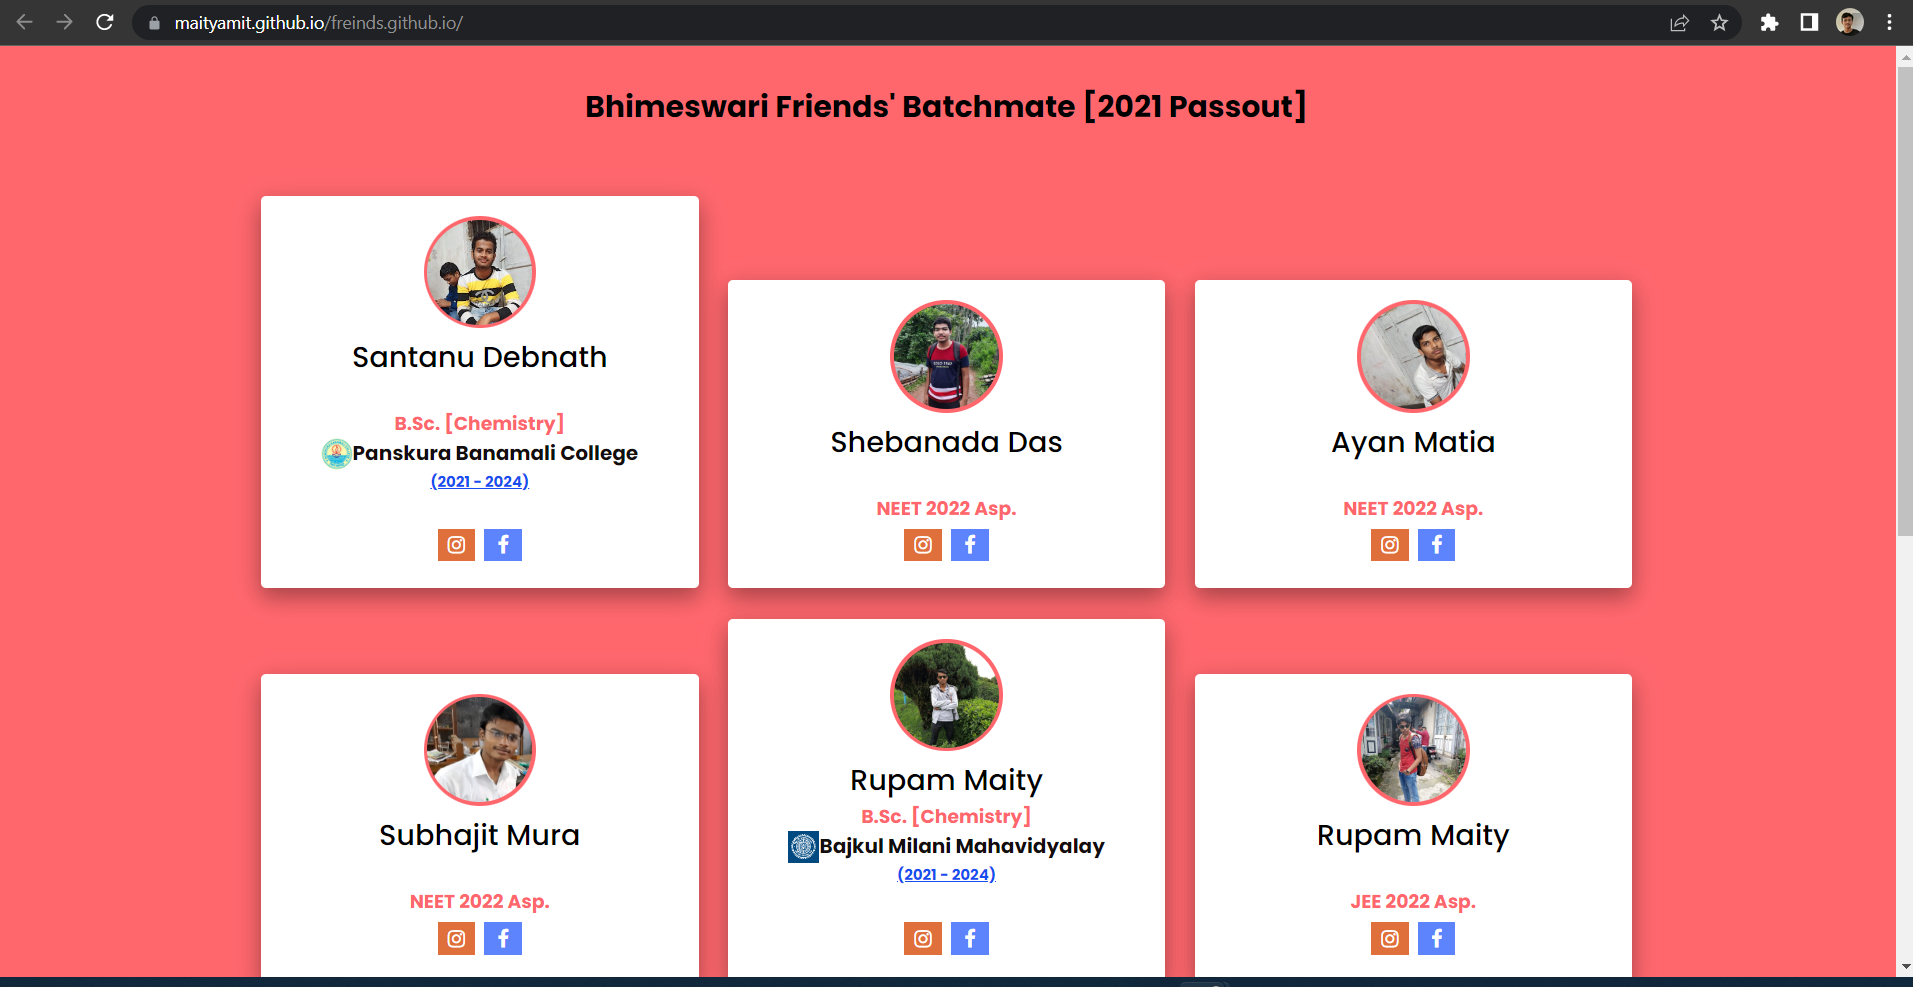 maityamit.github.io/freinds.github.io/
Bhimeswari Friends' Batchmate [2021 Passout]
Santanu Debnath
B.Sc. [Chemistry]
Panskura Banamali College
(2021 - 2024)
Shebanada Das
NEET 2022 Asp.
Ayan Matia
NEET 2022 Asp.
Subhajit Mura
NEET 2022 Asp.
Rupam Maity
B.Sc. [Chemistry]
Bajkul Milani Mahavidyalay
(2021 - 2024)
Rupam Maity
JEE 2022 Asp.